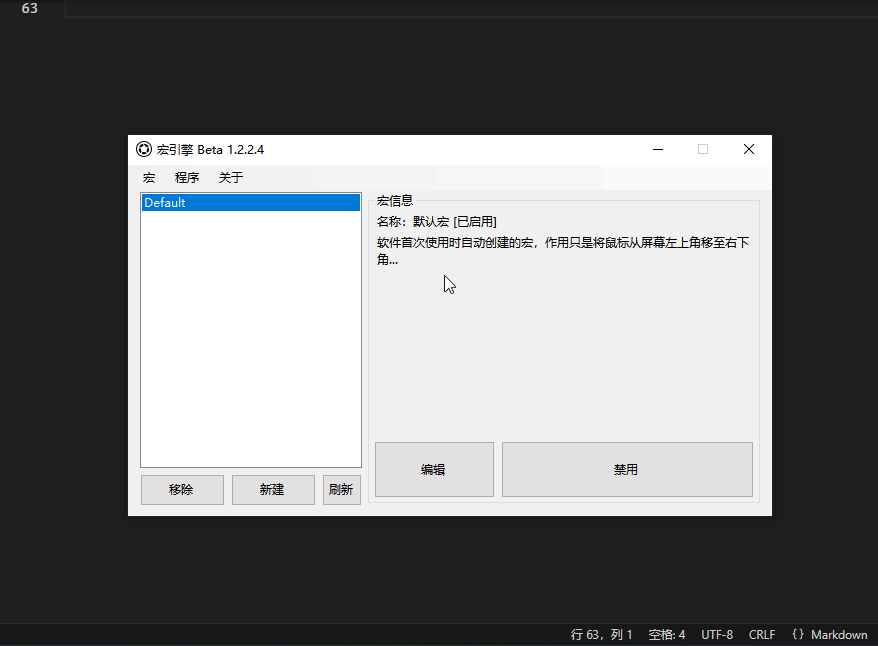 63
宏引擎 Beta 1.2.2.4
宏 程序 关于
Default
宏信息
名称：默认宏 [已启用]
软件首次使用时自动创建的宏，作用只是将鼠标从屏幕左上角移至右下
角...
编辑 禁用
移除 新建 刷新
行 63，列 1 空格: 4 UTF-8 CRLF {} Markdown